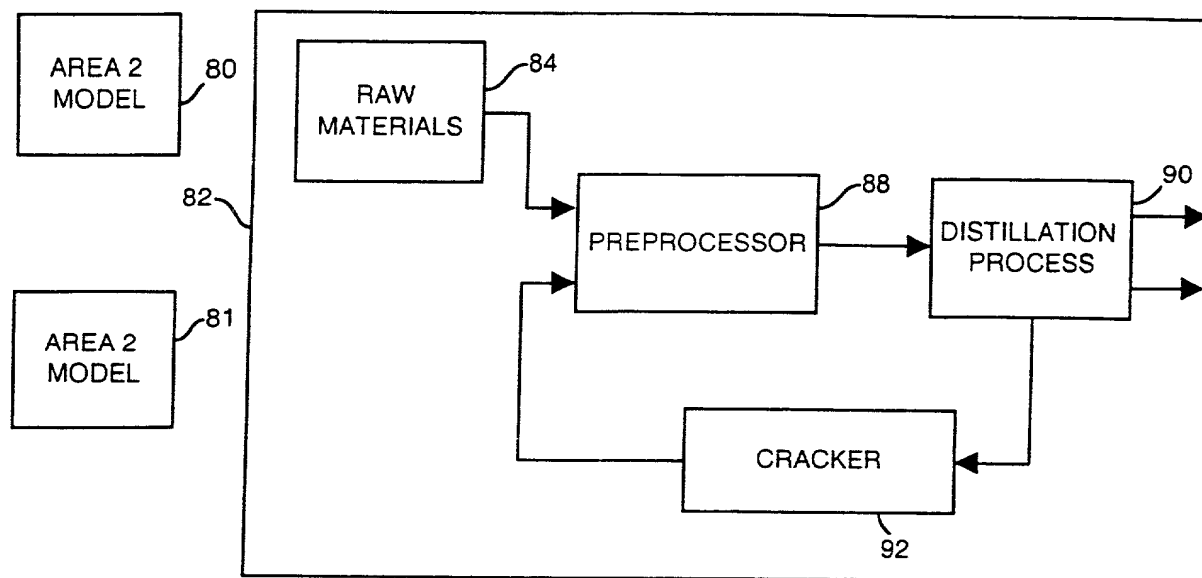 AREA 2
MODEL
80
RAW
MATERIALS
84
82
PREPROCESSOR
88
DISTILLATION
PROCESS
90
AREA 2
MODEL
81
CRACKER
92